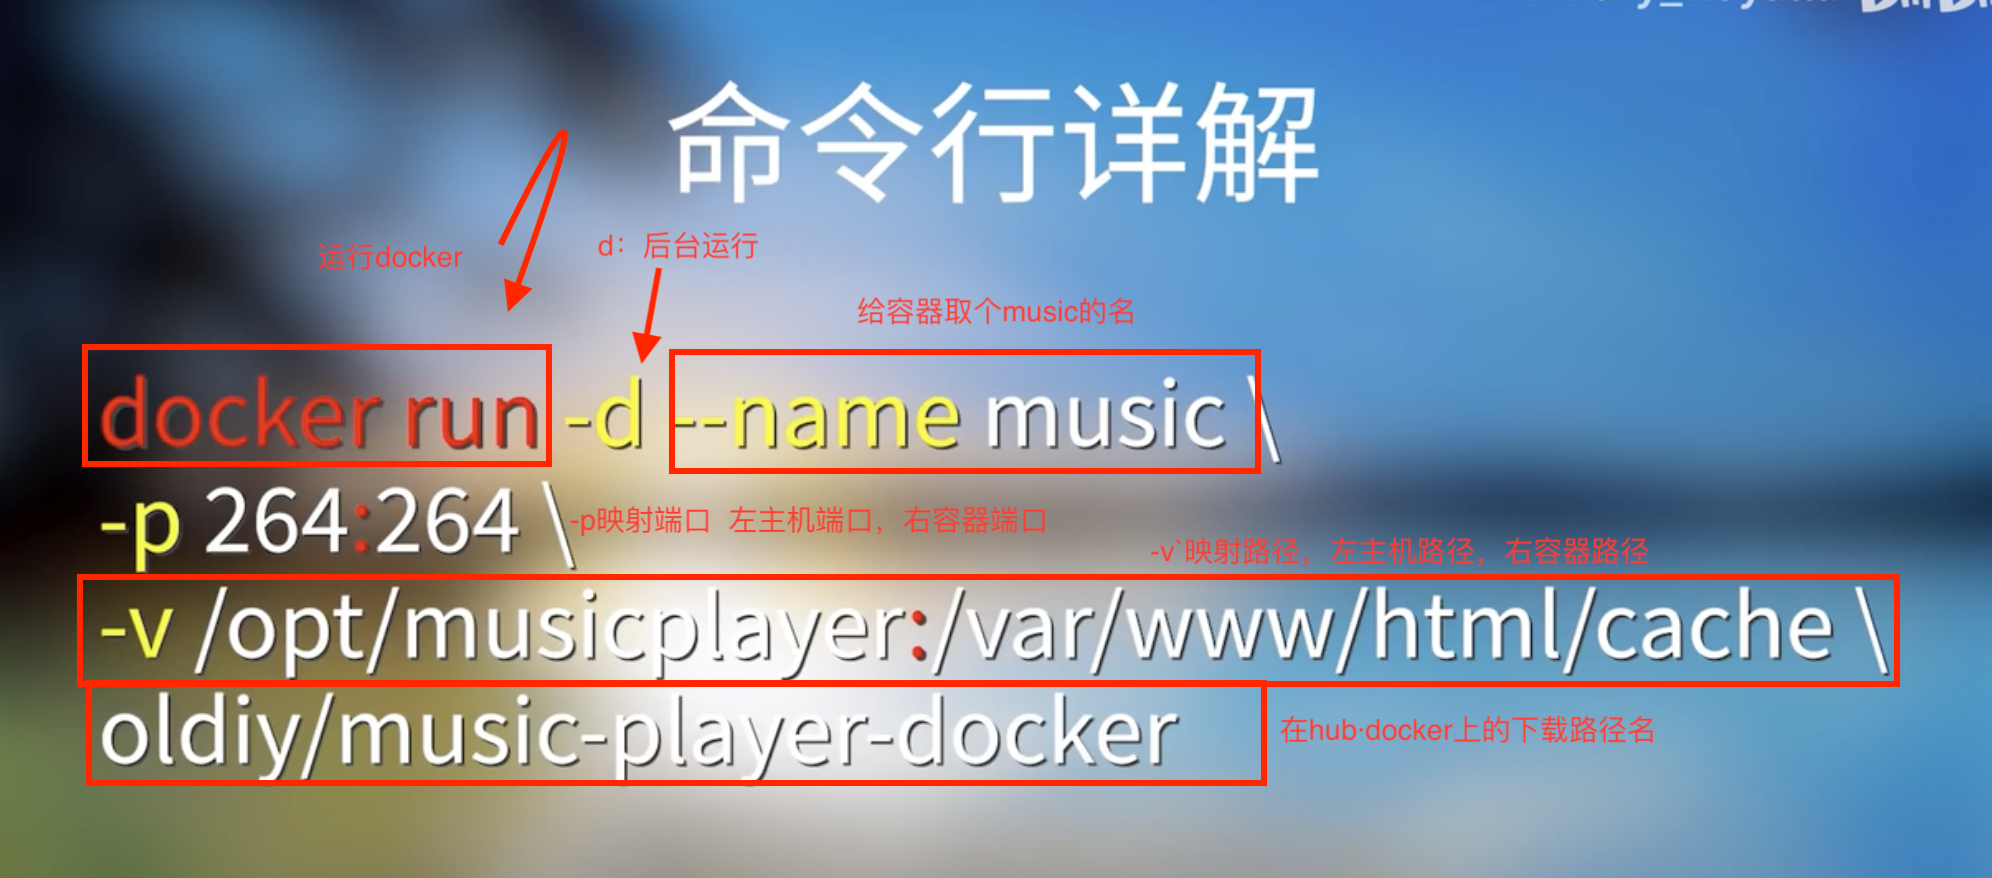 命令行详解
运行docker
d：后台运行
给容器取个music的名
docker run -d --name music \
-p 264:264 \
-p映射端口 左主机端口，右容器端口
-v`映射路径，左主机路径，右容器路径
-v /opt/musicplayer:/var/www/html/cache \
oldiy/music-player-docker
在hub·docker上的下载路径名